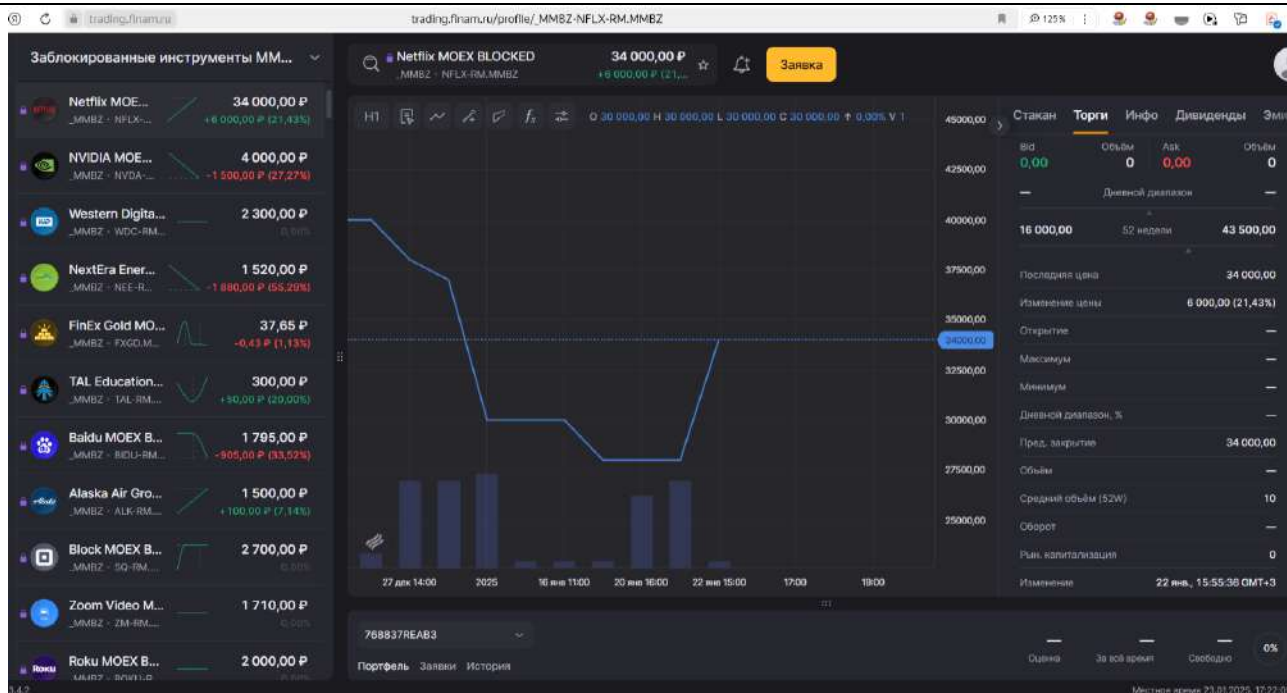 trading.finam.ru
trading.finam.ru/profile/_MMBZ-NFLX-RM.MMBZ
125%
Заблокированные инструменты MM...
Netflix MOE... 34 000,00 ₽
_MMBZ · NFLX-... +6 000,00 ₽ (21,43%)
NVIDIA MOE... 4 000,00 ₽
_MMBZ · NVDA-... -1 500,00 ₽ (27,27%)
Western Digita... 2 300,00 ₽
_MMBZ · WDC-RM... 0,00%
NextEra Ener... 1 520,00 ₽
_MMBZ · NEE-R... -1 880,00 ₽ (55,29%)
FinEx Gold MO... 37,65 ₽
_MMBZ · FXGD.M... -0,43 ₽ (1,13%)
TAL Education... 300,00 ₽
_MMBZ · TAL-RM.... +50,00 ₽ (20,00%)
Baidu MOEX B... 1 795,00 ₽
_MMBZ · BIDU-RM... -905,00 ₽ (33,52%)
Alaska Air Gro... 1 500,00 ₽
_MMBZ · ALK-RM.... +100,00 ₽ (7,14%)
Block MOEX B... 2 700,00 ₽
_MMBZ · SQ-RM.... 0,00%
Zoom Video M... 1 710,00 ₽
_MMBZ · ZM-RM.... 0,00%
Roku MOEX B... 2 000,00 ₽
Netflix MOEX BLOCKED 34 000,00 ₽
_MMBZ · NFLX-RM.MMBZ +6 000,00 ₽ (21,...
Заявка
H1 O 30 000,00 H 30 000,00 L 30 000,00 C 30 000,00 0,00% V 1
45000,00
42500,00
40000,00
37500,00
35000,00
34000,00
32500,00
30000,00
27500,00
25000,00
27 дек 14:00 2025 16 янв 11:00 20 янв 16:00 22 янв 15:00 17:00 19:00
768837REAB3
Портфель Заявки История
Стакан Торги Инфо Дивиденды Эми
Bid Объём Ask Объём
0,00 0 0,00 0
— Дневной диапазон —
16 000,00 52 недели 43 500,00
Последняя цена 34 000,00
Изменение цены 6 000,00 (21,43%)
Открытие —
Максимум —
Минимум —
Дневной диапазон, % —
Пред. закрытие 34 000,00
Объём —
Средний объём (52W) 10
Оборот —
Рын. капитализация 0
Изменение 22 янв., 15:55:36 GMT+3
— — — 0%
Оценка За всё время Свободно
Местное время 23.01.2025, 17:32